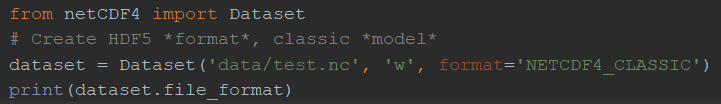 from netCDF4 import Dataset
# Create HDF5 *format*, classic *model*
dataset = Dataset('data/test.nc', 'w', format='NETCDF4_CLASSIC')
print(dataset.file_format)